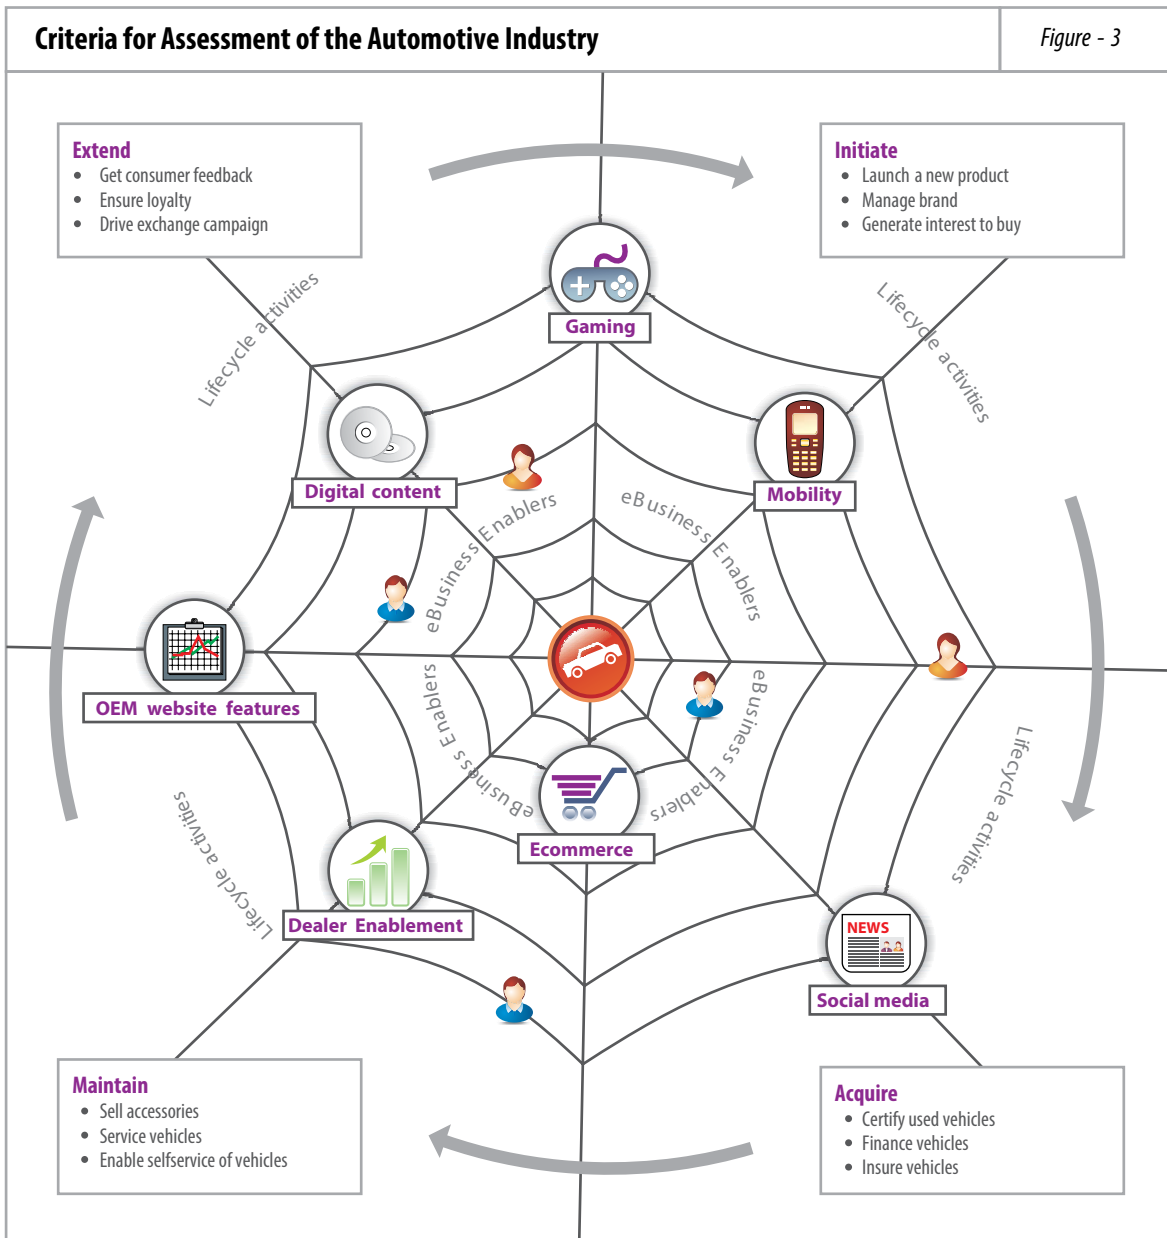 Criteria for Assessment of the Automotive Industry
Figure - 3
Extend
• Get consumer feedback
• Ensure loyalty
• Drive exchange campaign
Initiate
• Launch a new product
• Manage brand
• Generate interest to buy
Lifecycle activities
Lifecycle activities
Gaming
Digital content
Mobility
eBusiness Enablers
eBusiness Enablers
OEM website features
eBusiness Enablers
eBusiness Enablers
Lifecycle activities
Lifecycle activities
Ecommerce
Dealer Enablement
NEWS
Social media
Maintain
• Sell accessories
• Service vehicles
• Enable selfservice of vehicles
Acquire
• Certify used vehicles
• Finance vehicles
• Insure vehicles